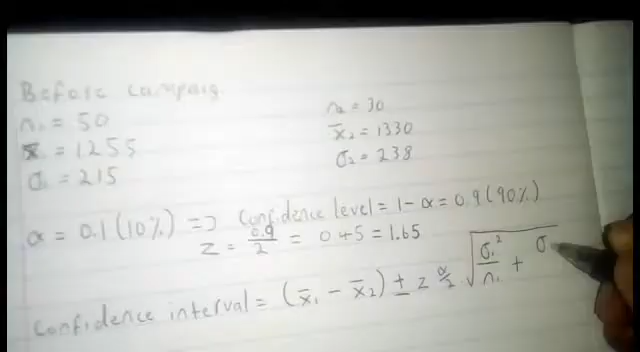 Before campaig
n₁ = 50
x̄ = 1255
σ₁ = 215
n₂ = 30
x̄₂ = 1330
σ₂ = 238
α = 0.1 (10%) => Confidence level = 1 - α = 0.9 (90%)
Z = 0.9/2 = 0.45 = 1.65
Confidence interval = (x̄₁ - x̄₂) ± z α/2 √σ₁²/n₁ + σ